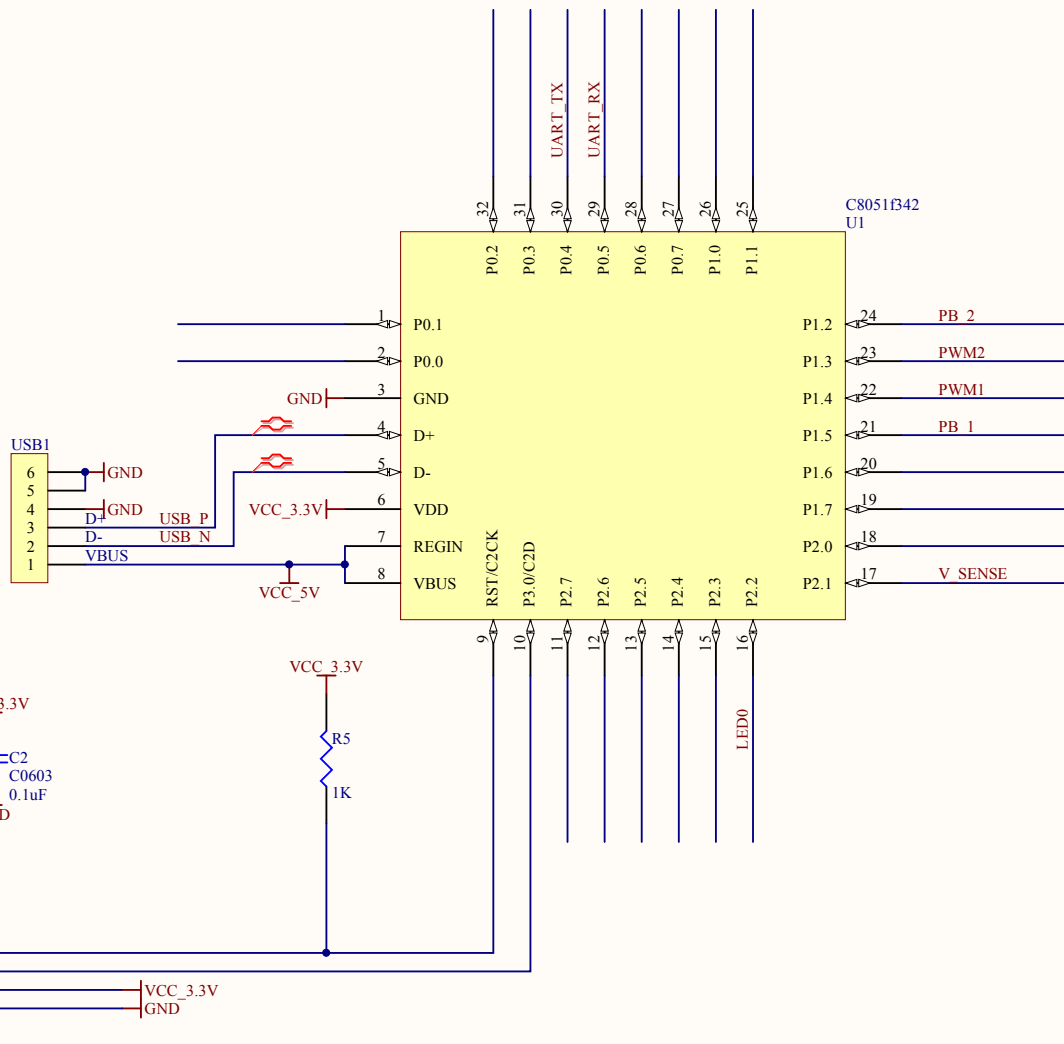 UART_TX
UART_RX
32
31
30
29
28
27
26
25
C8051f342
U1
P0.2
P0.3
P0.4
P0.5
P0.6
P0.7
P1.0
P1.1
1
P0.1
P1.2
24
PB_2
2
P0.0
P1.3
23
PWM2
GND
3
GND
P1.4
22
PWM1
4
D+
P1.5
21
PB_1
USB1
5
D-
P1.6
20
6
GND
5
4
GND
VCC_3.3V
6
VDD
P1.7
19
D+
USB_P
3
D-
USB_N
2
7
REGIN
P2.0
18
VBUS
1
VCC_5V
8
VBUS
P2.1
17
V_SENSE
RST/C2CK
P3.0/C2D
P2.7
P2.6
P2.5
P2.4
P2.3
P2.2
9
10
11
12
13
14
15
16
VCC_3.3V
LED0
3.3V
R5
1K
C2
C0603
0.1uF
D
VCC_3.3V
GND